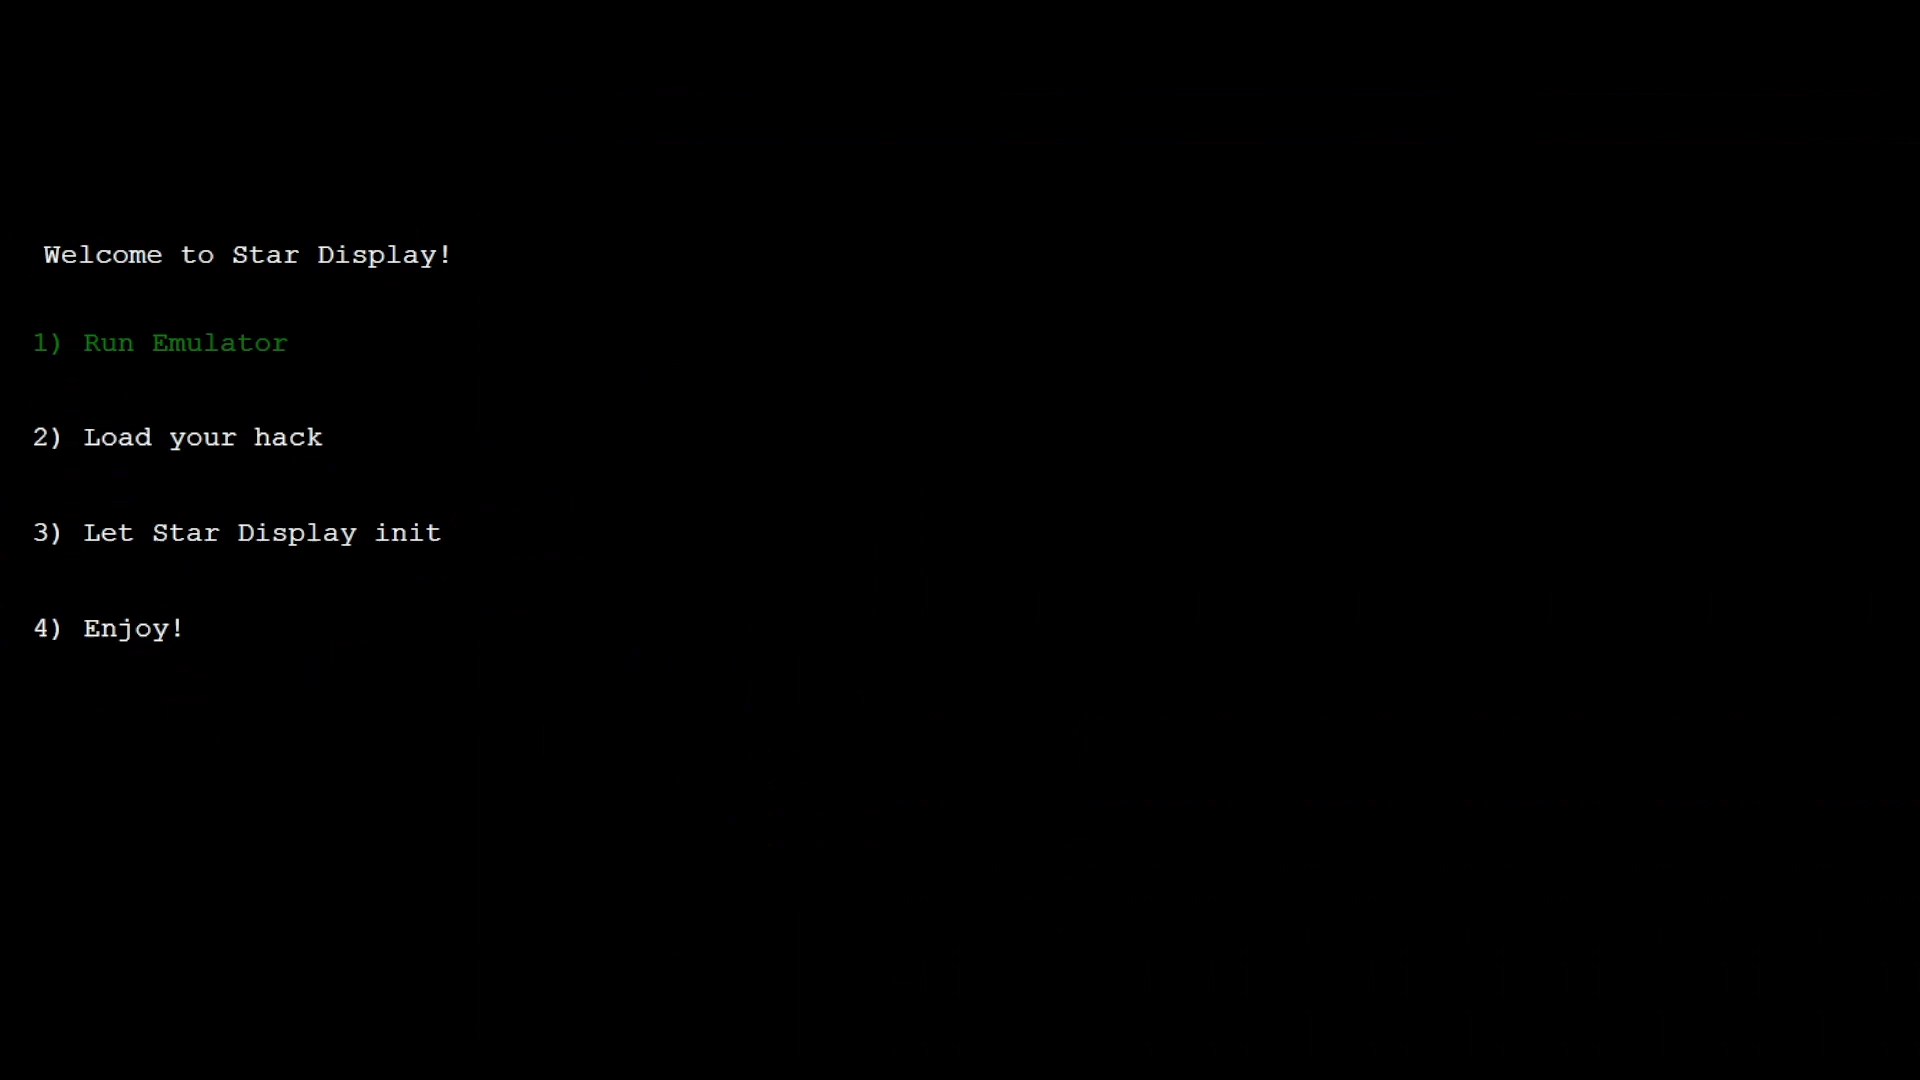 Welcome to Star Display!
1) Run Emulator
2) Load your hack
3) Let Star Display init
4) Enjoy!